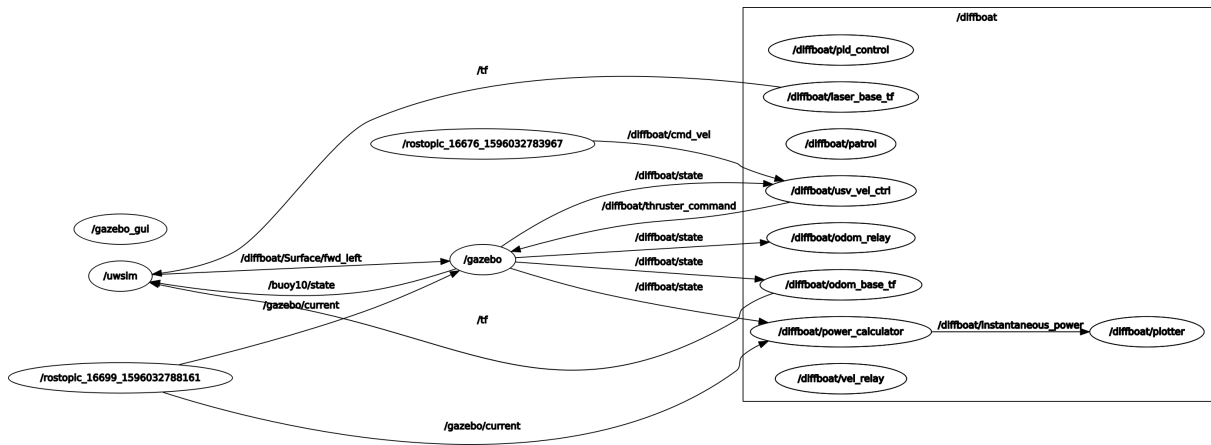 /diffboat
/diffboat/pid_control
/tf
/diffboat/laser_base_tf
/diffboat/cmd_vel
/rostopic_16676_1596032783967
/diffboat/patrol
/diffboat/state
/diffboat/usv_vel_ctrl
/diffboat/thruster_command
/gazebo_gui
/diffboat/state
/diffboat/odom_relay
/diffboat/Surface/fwd_left
/gazebo
/diffboat/state
/uwsim
/buoy10/state
/diffboat/state
/diffboat/odom_base_tf
/gazebo/current
/tf
/diffboat/instantaneous_power
/diffboat/power_calculator
/diffboat/plotter
/rostopic_16699_1596032788161
/diffboat/vel_relay
/gazebo/current